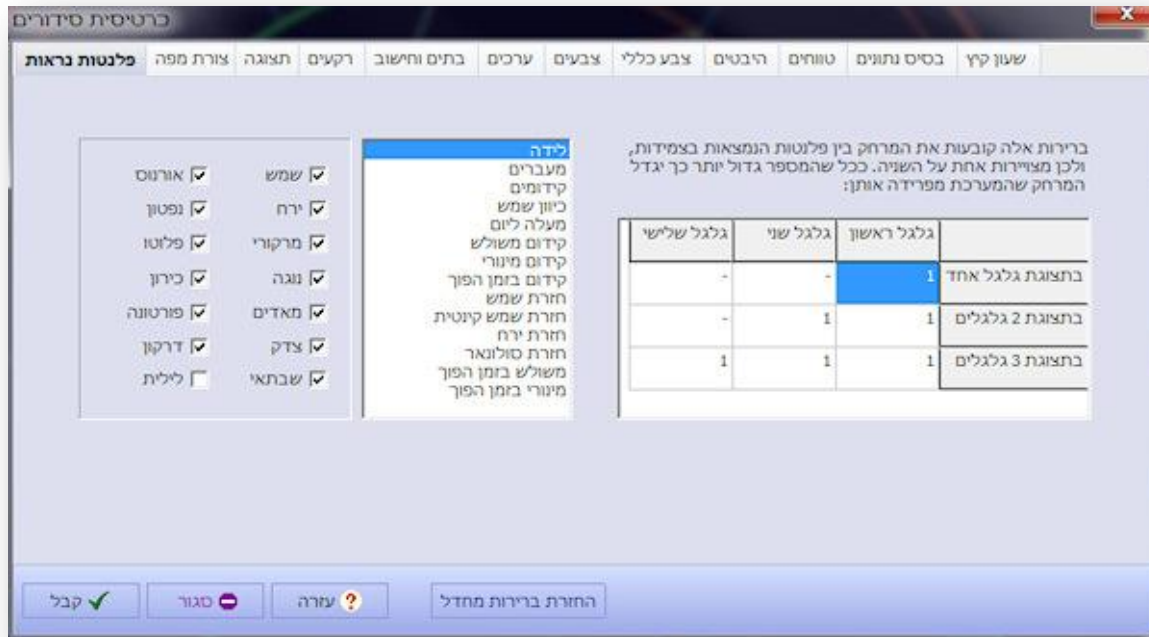 כרטיסית סידורים
שעון קיץ
בסיס נתונים
טווחים
היבטים
צבע כללי
צבעים
ערכים
בתים וחישוב
רקעים
תצוגה
צורת מפה
פלנטות נראות
ברירות אלה קובעות את המרחק בין פלנטות הנמצאות בצמידות,
ולכן מצויירות אחת על השניה. ככל שהמספר גדול יותר כך יגדל
המרחק שהמערכת מפרידה אותן:
גלגל ראשון גלגל שני גלגל שלישי
בתצוגת גלגל אחד 1 - -
בתצוגת 2 גלגלים 1 1 -
בתצוגת 3 גלגלים 1 1 1
לידה
מעברים
קידומים
כיוון שמש
מעלה ליום
קידום משולש
קידום מינורי
קידום בזמן הפוך
חזרת שמש
חזרת שמש קינטית
חזרת ירח
חזרת סולונאר
משולש בזמן הפוך
מינורי בזמן הפוך
שמש אורנוס
ירח נפטון
מרקורי פלוטו
נוגה כירון
מאדים פורטונה
צדק דרקון
שבתאי לילית
החזרת ברירות מחדל
עזרה
סגור
קבל